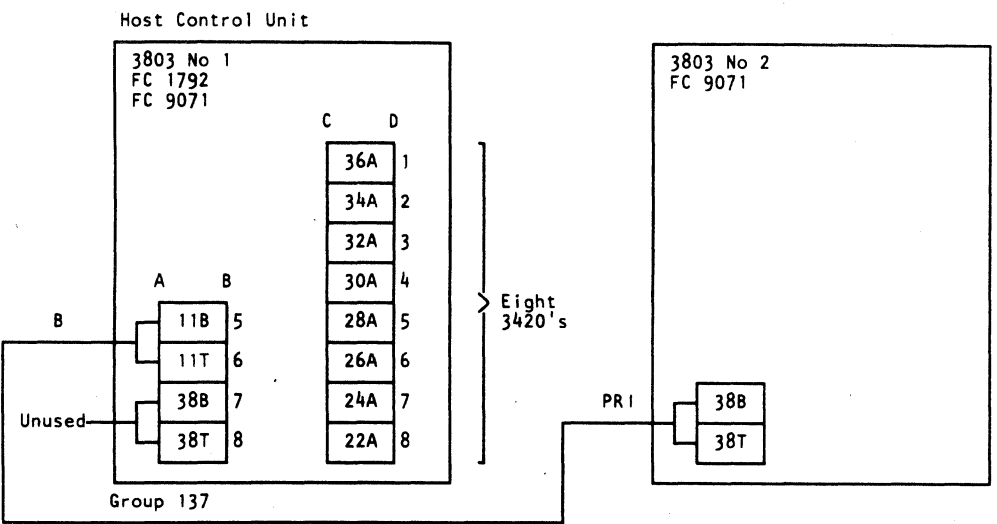 Host Control Unit
3803 No 1
FC 1792
FC 9071
C D
36A 1
34A 2
32A 3
30A 4
28A 5
26A 6
24A 7
22A 8
Eight
3420's
A B
B
11B 5
11T 6
38B 7
38T 8
Unused
Group 137
3803 No 2
FC 9071
PRI
38B
38T